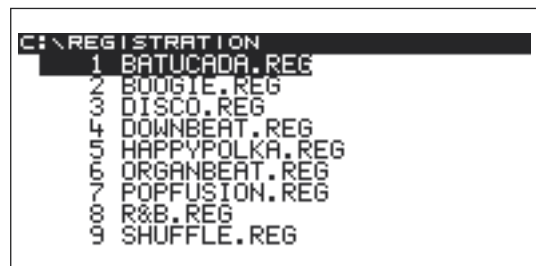 C:\REGISTRATION
1 BATUCADA.REG
2 BOOGIE.REG
3 DISCO.REG
4 DOWNBEAT.REG
5 HAPPYPOLKA.REG
6 ORGANBEAT.REG
7 POPFUSION.REG
8 R&B.REG
9 SHUFFLE.REG